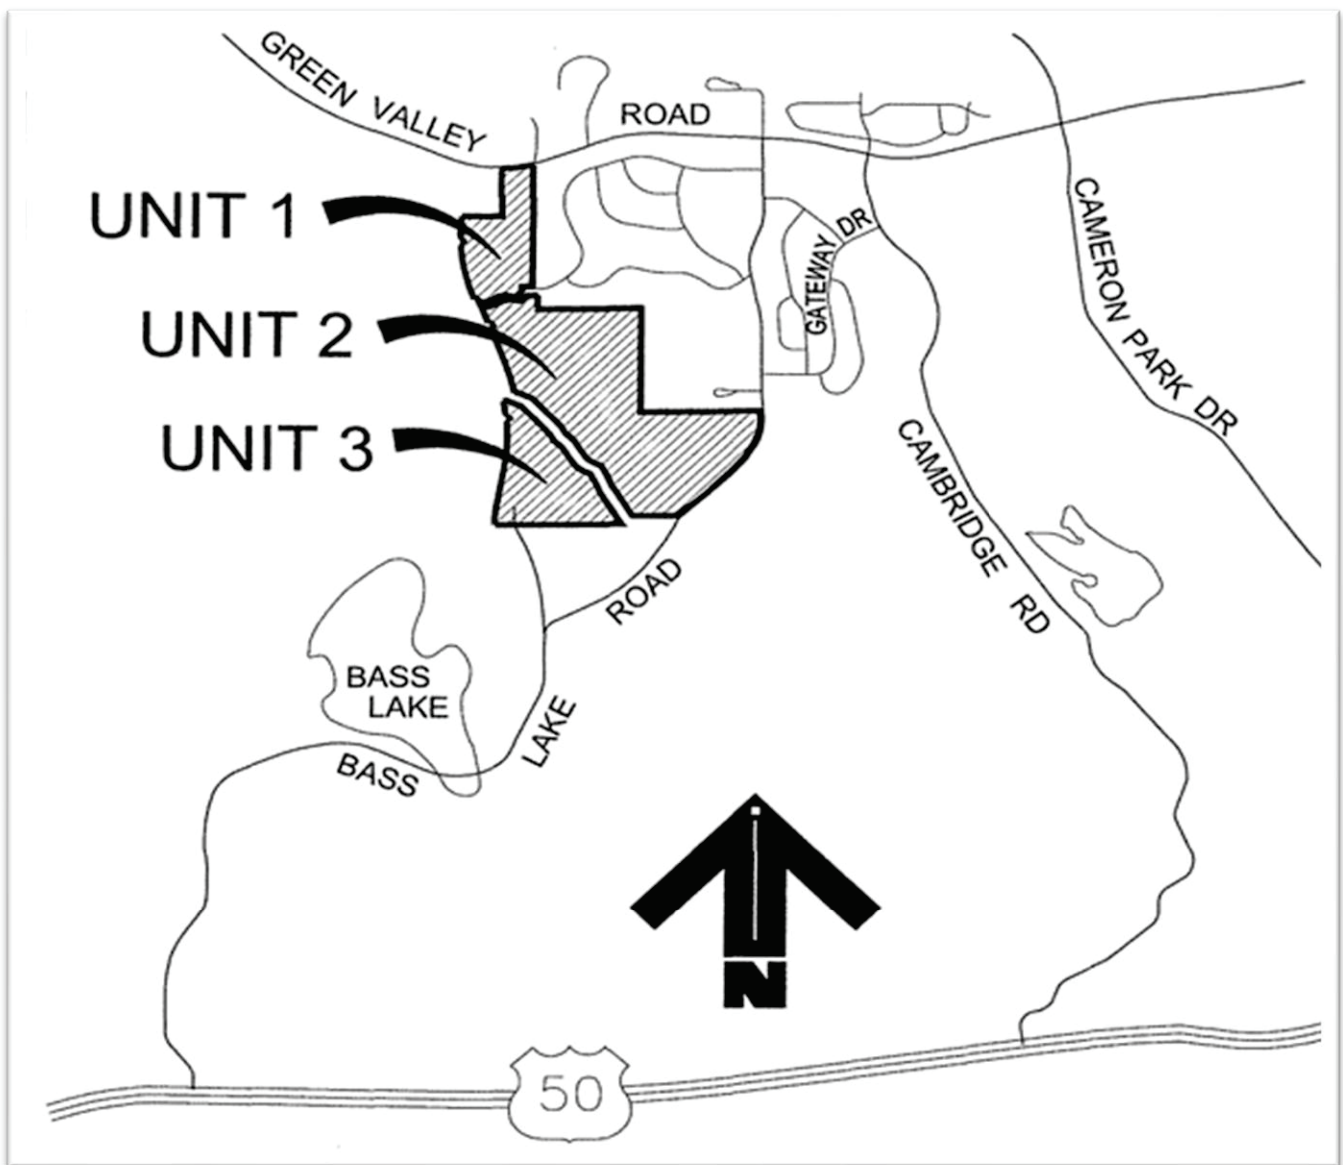 GREEN VALLEY
ROAD
UNIT 1
GATEWAY DR
CAMERON PARK DR
UNIT 2
UNIT 3
CAMBRIDGE RD
ROAD
BASS
LAKE
LAKE
BASS
N
50